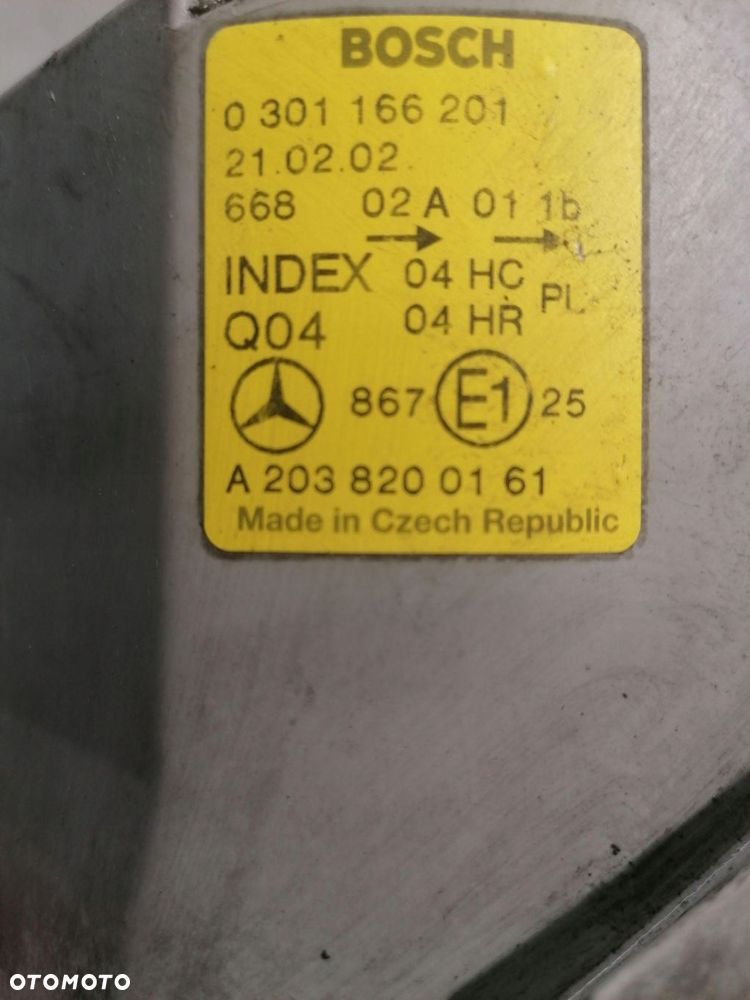 BOSCH
0 301 166 201
21.02.02
668 02 A 01 1b
INDEX 04 HC PL
Q04 04 HR
867 E1 25
A 203 820 01 61
Made in Czech Republic
OTOMOTO